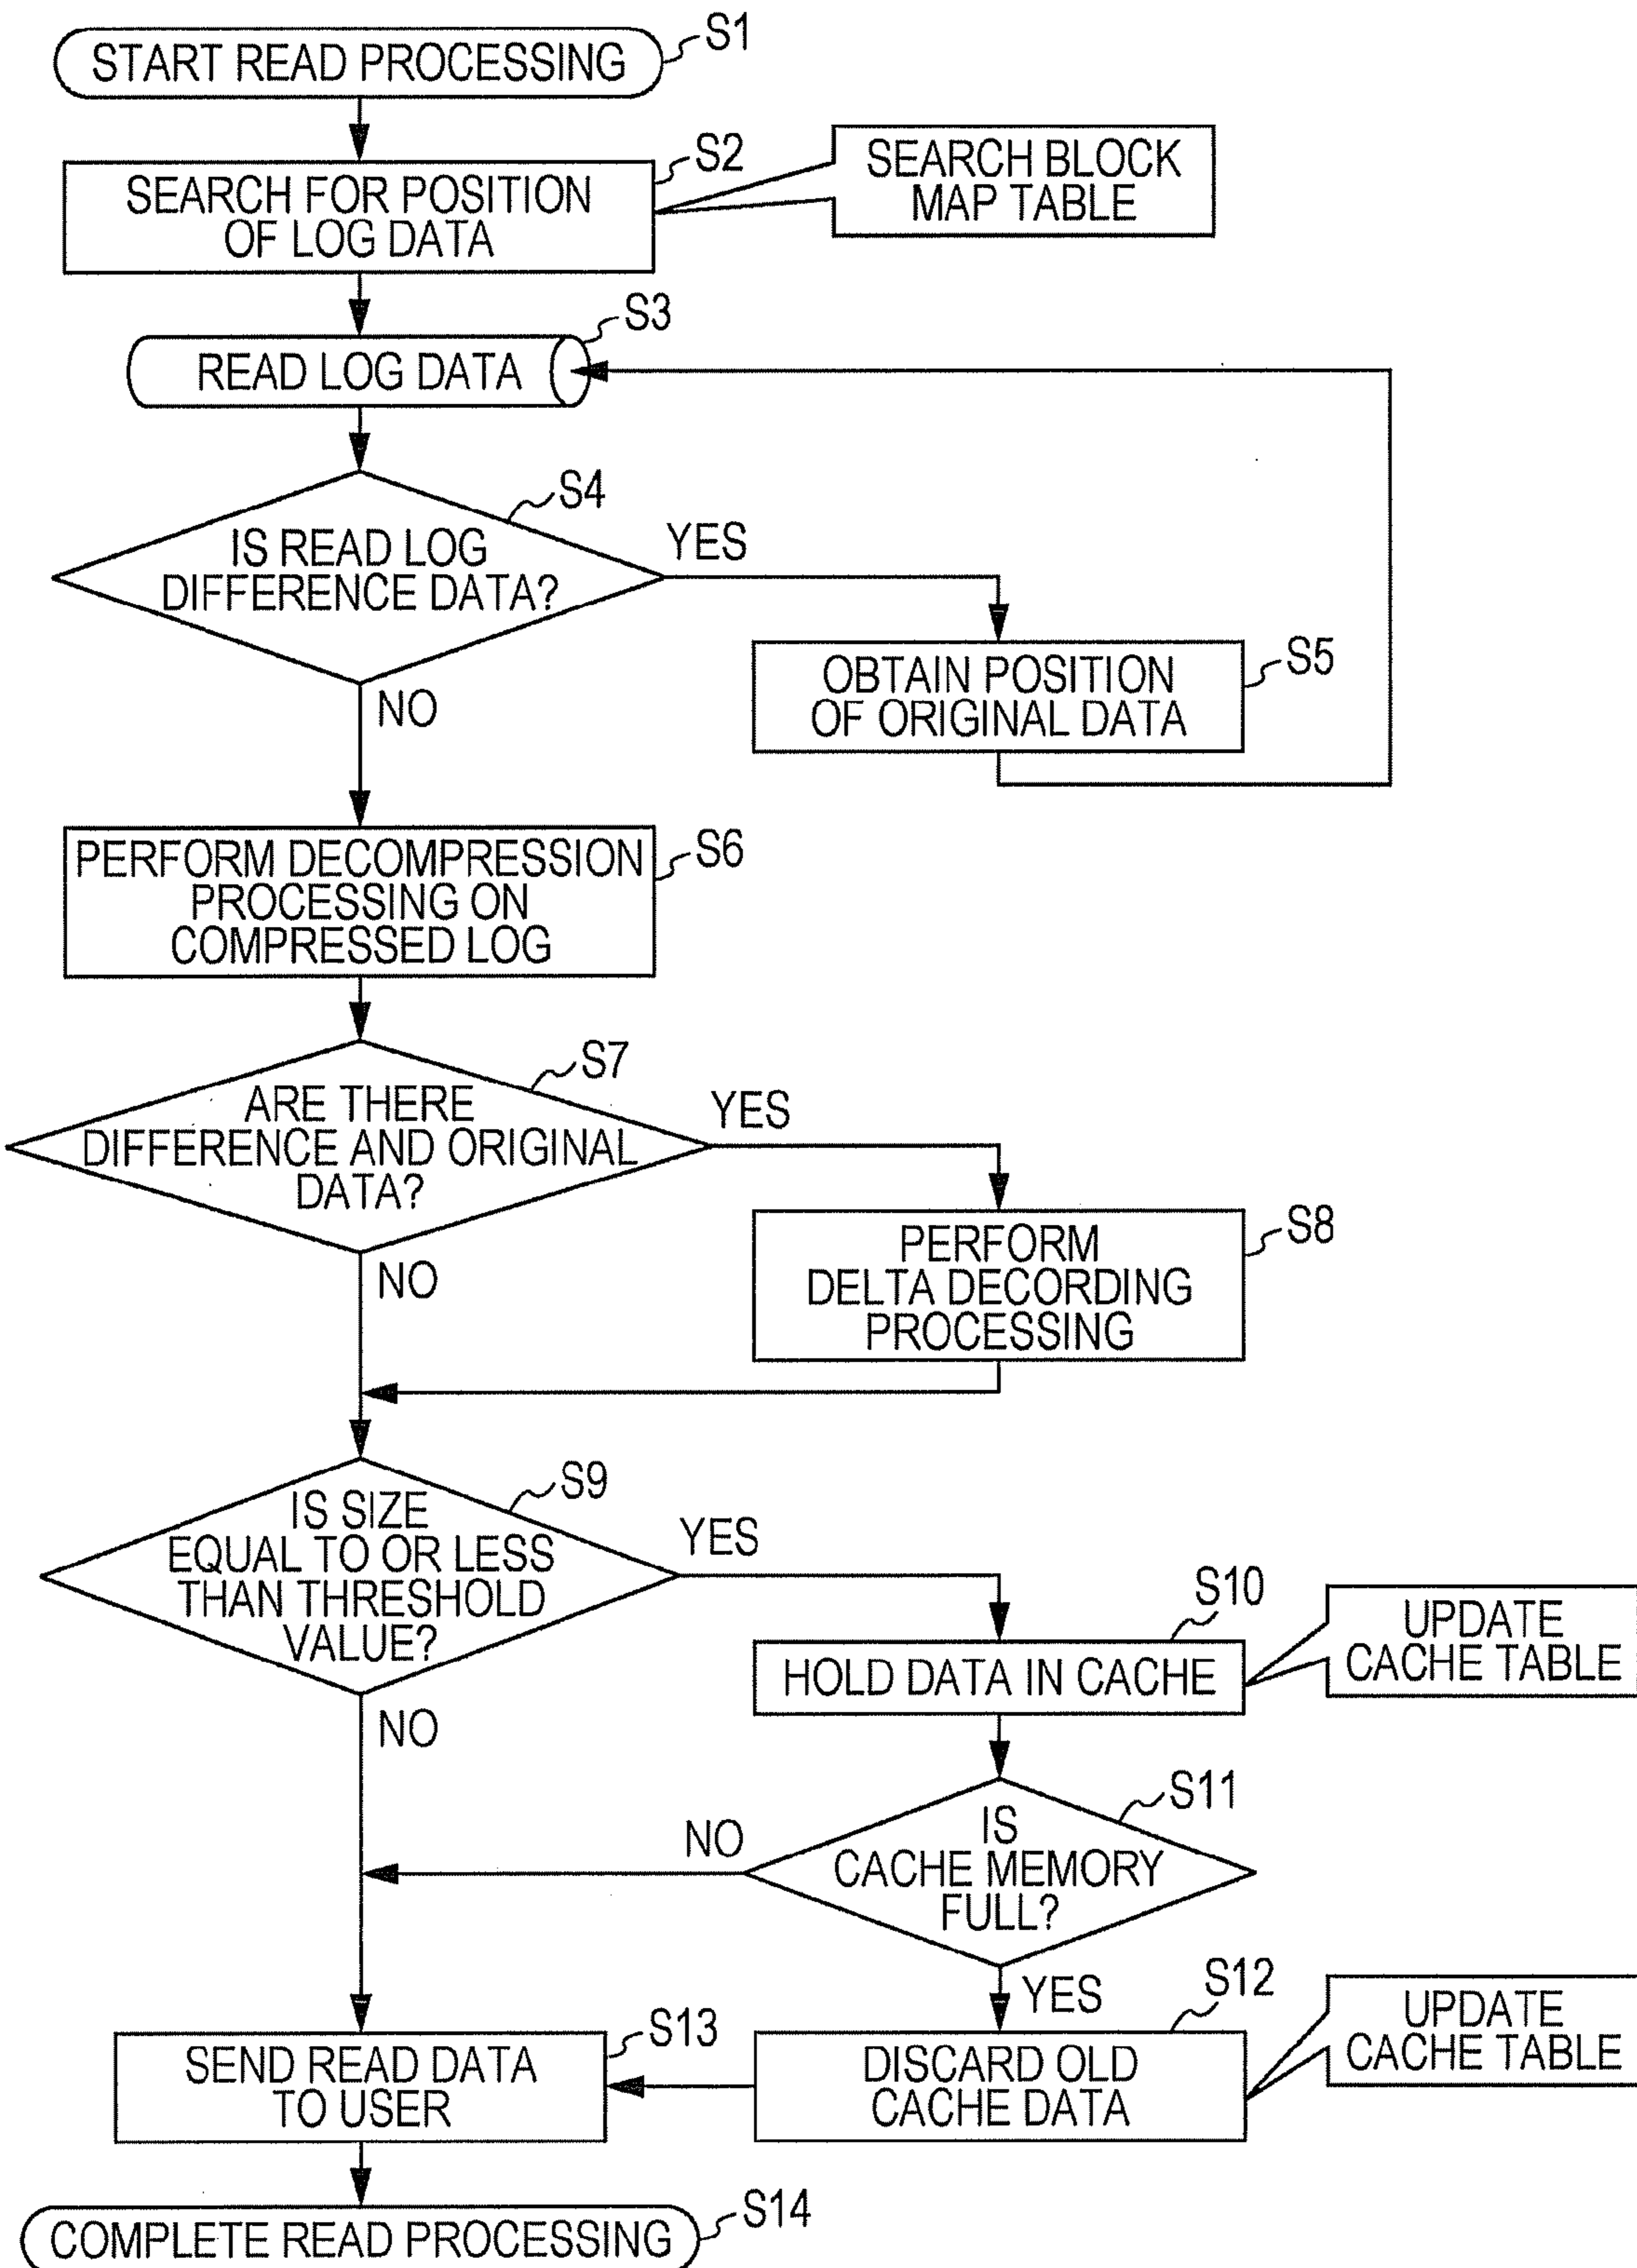 START READ PROCESSING
S1
SEARCH FOR POSITION
OF LOG DATA
S2
SEARCH BLOCK
MAP TABLE
READ LOG DATA
S3
IS READ LOG
DIFFERENCE DATA?
S4
YES
NO
OBTAIN POSITION
OF ORIGINAL DATA
S5
PERFORM DECOMPRESSION
PROCESSING ON
COMPRESSED LOG
S6
ARE THERE
DIFFERENCE AND ORIGINAL
DATA?
S7
YES
NO
PERFORM
DELTA DECORDING
PROCESSING
S8
IS SIZE
EQUAL TO OR LESS
THAN THRESHOLD
VALUE?
S9
YES
NO
HOLD DATA IN CACHE
S10
UPDATE
CACHE TABLE
IS
CACHE MEMORY
FULL?
S11
NO
YES
DISCARD OLD
CACHE DATA
S12
UPDATE
CACHE TABLE
SEND READ DATA
TO USER
S13
COMPLETE READ PROCESSING
S14